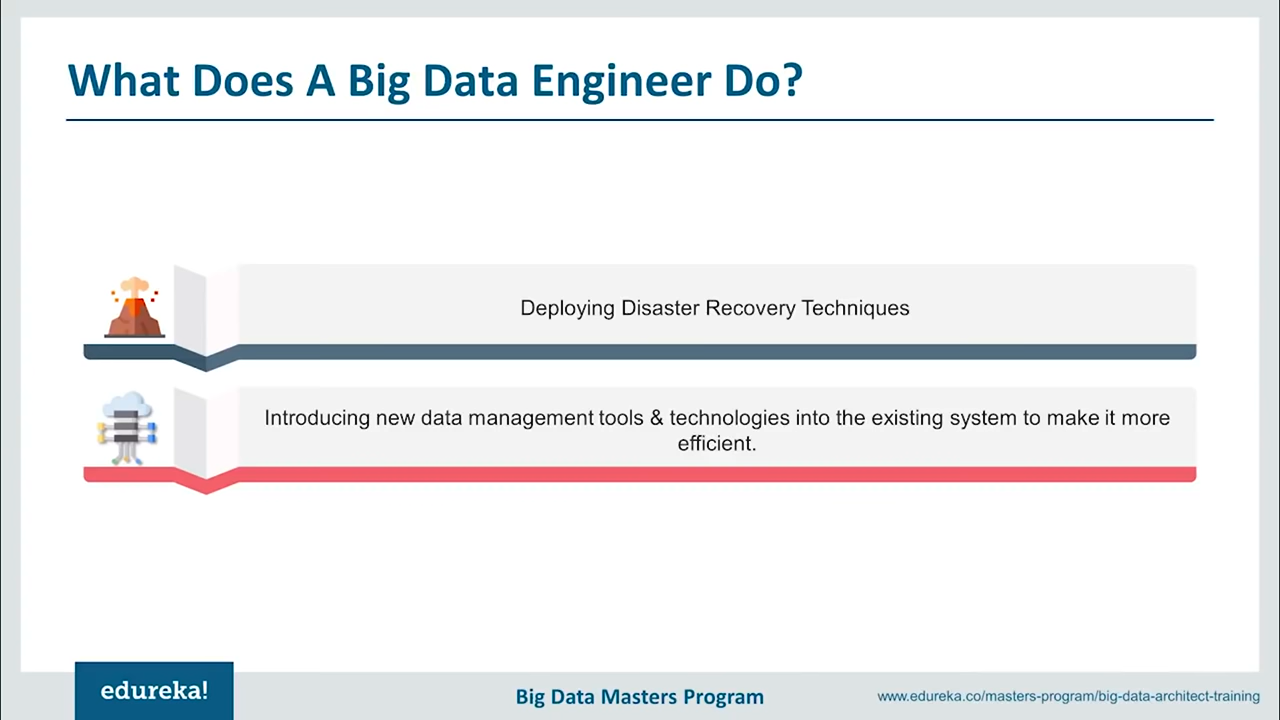 What Does A Big Data Engineer Do?
Deploying Disaster Recovery Techniques
Introducing new data management tools & technologies into the existing system to make it more
efficient.
edureka!
Big Data Masters Program
www.edureka.co/masters-program/big-data-architect-training